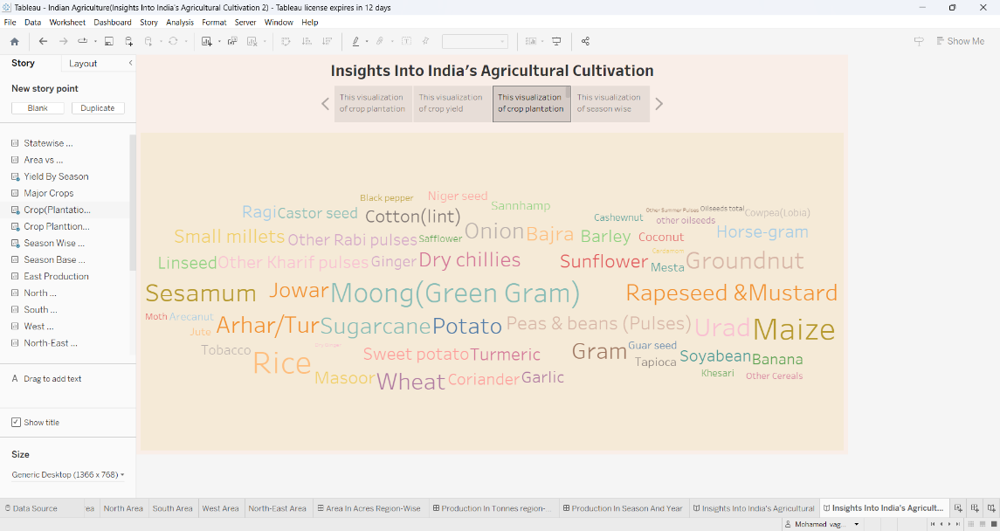 Tableau - Indian Agriculture(Insights Into India's Agricultural Cultivation 2) - Tableau license expires in 12 days
File Data Worksheet Dashboard Story Analysis Format Server Window Help
Show Me
Story Layout
New story point
Blank Duplicate
Statewise ...
Area vs ...
Yield By Season
Major Crops
Crop(Plantatio...
Crop Planttion...
Season Wise ...
Season Base ...
East Production
North ...
South ...
West ...
North-East ...
A Drag to add text
Show title
Size
Generic Desktop (1366 x 768)
Insights Into India's Agricultural Cultivation
This visualization of crop plantation
This visualization of crop yield
This visualization of crop plantation
This visualization of season wise
Black pepper Niger seed
Ragi Castor seed Cotton(lint) Sannhamp Cashewnut Other Summer Pulses Oilseeds total other oilseeds Cowpea(Lobia)
Small millets Other Rabi pulses Safflower Onion Bajra Barley Coconut Horse-gram
Linseed Other Kharif pulses Ginger Dry chillies Sunflower Cardamom Mesta Groundnut
Sesamum Jowar Moong(Green Gram) Rapeseed &Mustard
Moth Arecanut Jute Arhar/Tur Sugarcane Potato Peas & beans (Pulses) Urad Maize
Tobacco Rice Sweet potato Turmeric Gram Guar seed Tapioca Soyabean Banana
Masoor Wheat Coriander Garlic Khesari Other Cereals
Data Source ea North Area South Area West Area North-East Area Area In Acres Region-Wise Production In Tonnes region-... Production In Season And Year Insights Into India's Agricultural Insights Into India's Agricult...
Mohamed vag...